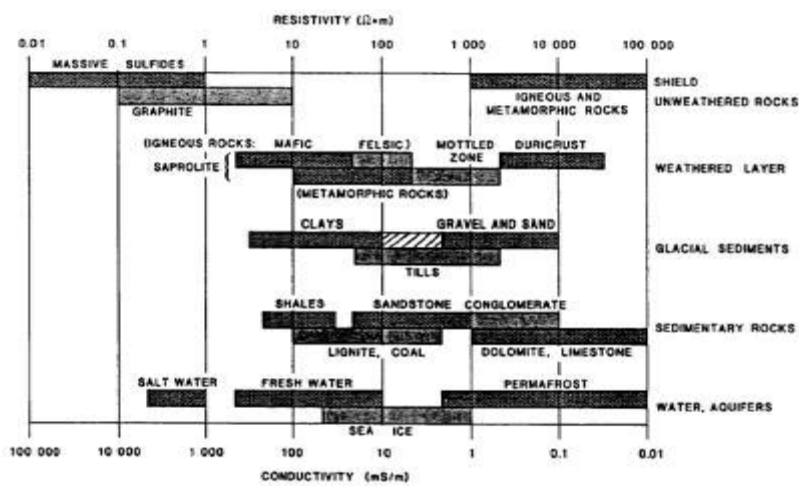 RESISTIVITY (Ω•m)
0.01 0.1 1 10 100 1 000 10 000 100 000
MASSIVE SULFIDES
SHIELD
IGNEOUS AND
METAMORPHIC ROCKS
UNWEATHERED ROCKS
GRAPHITE
(IGNEOUS ROCKS: MAFIC FELSIC) MOTTLED
ZONE DURICRUST
SAPROLITE
WEATHERED LAYER
(METAMORPHIC ROCKS)
CLAYS GRAVEL AND SAND
GLACIAL SEDIMENTS
TILLS
SHALES SANDSTONE CONGLOMERATE
SEDIMENTARY ROCKS
LIGNITE, COAL DOLOMITE, LIMESTONE
SALT WATER FRESH WATER PERMAFROST
WATER, AQUIFERS
SEA ICE
100 000 10 000 1 000 100 10 1 0.1 0.01
CONDUCTIVITY (mS/m)